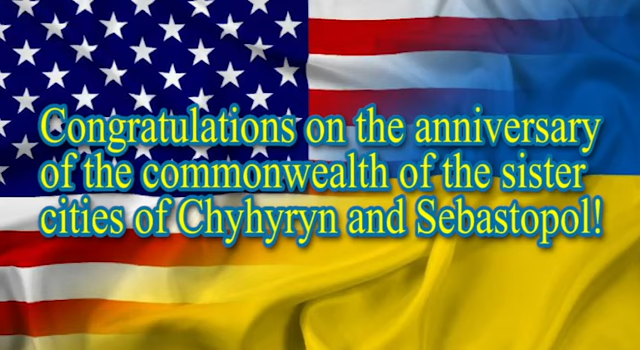 Congratulations on the anniversary
of the commonwealth of the sister
cities of Chyhyryn and Sebastopol!